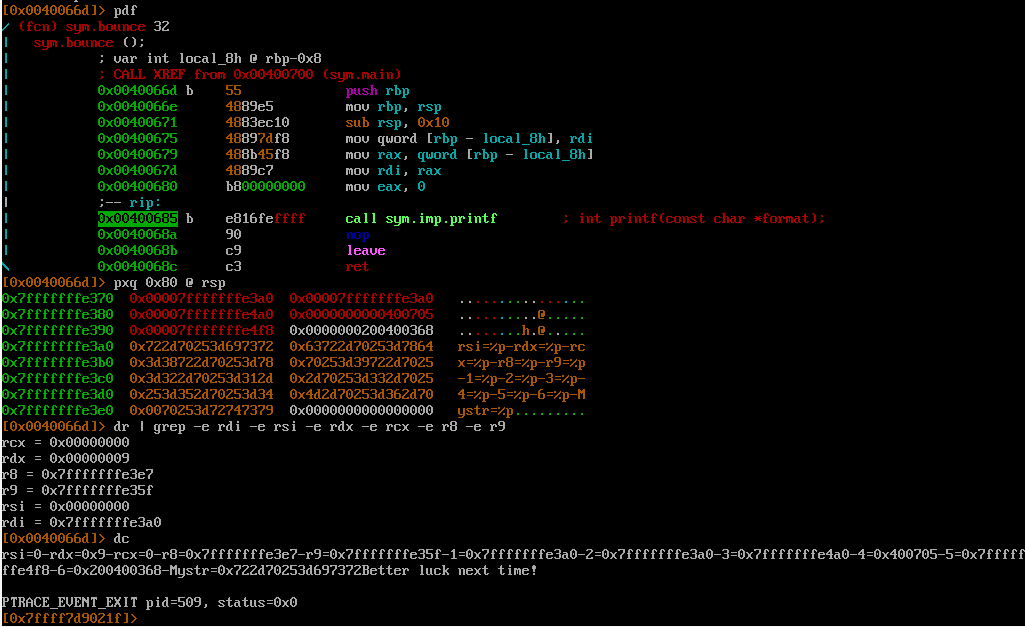 [0x0040066d]> pdf
/ (fcn) sym.bounce 32
| sym.bounce ();
| ; var int local_8h @ rbp-0x8
| ; CALL XREF from 0x00400700 (sym.main)
| 0x0040066d b 55 push rbp
| 0x0040066e 4889e5 mov rbp, rsp
| 0x00400671 4883ec10 sub rsp, 0x10
| 0x00400675 48897df8 mov qword [rbp - local_8h], rdi
| 0x00400679 488b45f8 mov rax, qword [rbp - local_8h]
| 0x0040067d 4889c7 mov rdi, rax
| 0x00400680 b800000000 mov eax, 0
| ;-- rip:
| 0x00400685 b e816feffff call sym.imp.printf ; int printf(const char *format);
| 0x0040068a 90 nop
| 0x0040068b c9 leave
\ 0x0040068c c3 ret
[0x0040066d]> pxq 0x80 @ rsp
0x7fffffffe370 0x00007fffffffe3a0 0x00007fffffffe3a0 ................
0x7fffffffe380 0x00007fffffffe4a0 0x0000000000400705 ..........@.....
0x7fffffffe390 0x00007fffffffe4f8 0x0000000200400368 ........h.@.....
0x7fffffffe3a0 0x722d70253d697372 0x63722d70253d7864 rsi=%p-rdx=%p-rc
0x7fffffffe3b0 0x3d38722d70253d78 0x70253d39722d7025 x=%p-r8=%p-r9=%p
0x7fffffffe3c0 0x3d322d70253d312d 0x2d70253d332d7025 -1=%p-2=%p-3=%p-
0x7fffffffe3d0 0x253d352d70253d34 0x4d2d70253d362d70 4=%p-5=%p-6=%p-M
0x7fffffffe3e0 0x0070253d72747379 0x0000000000000000 ystr=%p.........
[0x0040066d]> dr | grep -e rdi -e rsi -e rdx -e rcx -e r8 -e r9
rcx = 0x00000000
rdx = 0x00000009
r8 = 0x7fffffffe3e7
r9 = 0x7fffffffe35f
rsi = 0x00000000
rdi = 0x7fffffffe3a0
[0x0040066d]> dc
rsi=0-rdx=0x9-rcx=0-r8=0x7fffffffe3e7-r9=0x7fffffffe35f-1=0x7fffffffe3a0-2=0x7fffffffe3a0-3=0x7fffffffe4a0-4=0x400705-5=0x7fffff
ffe4f8-6=0x200400368-Mystr=0x722d70253d697372Better luck next time!
PTRACE_EVENT_EXIT pid=509, status=0x0
[0x7ffff7d9021f]>